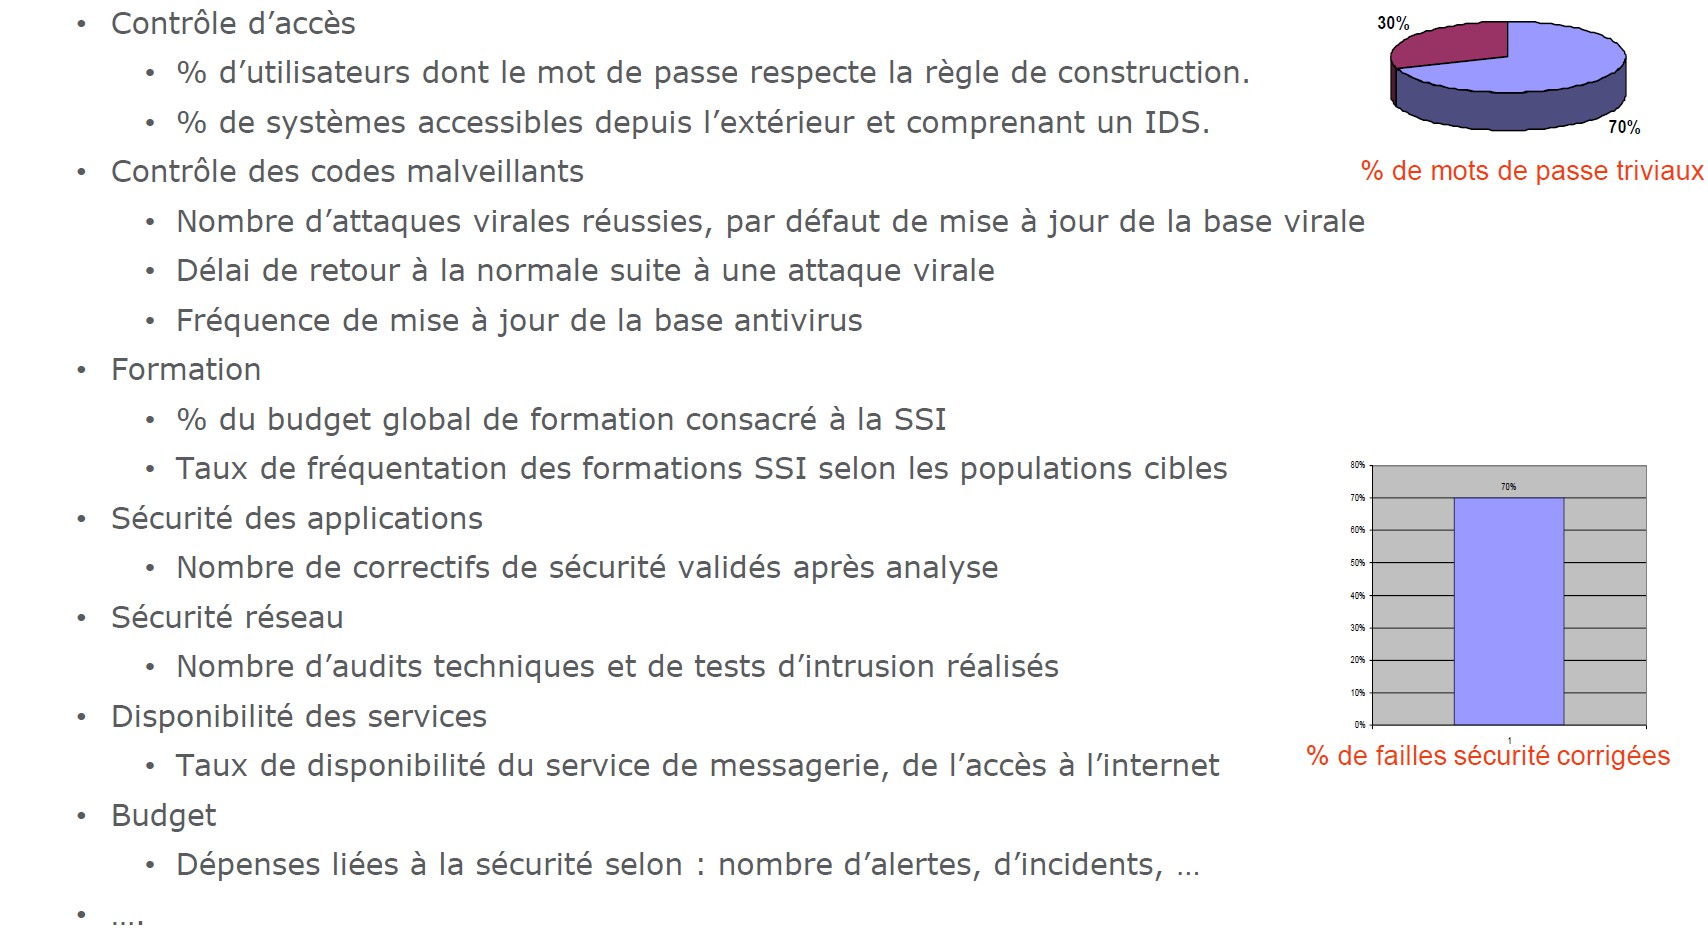 • Contrôle d’accès
• % d’utilisateurs dont le mot de passe respecte la règle de construction.
• % de systèmes accessibles depuis l’extérieur et comprenant un IDS.
• Contrôle des codes malveillants
• Nombre d’attaques virales réussies, par défaut de mise à jour de la base virale
• Délai de retour à la normale suite à une attaque virale
• Fréquence de mise à jour de la base antivirus
• Formation
• % du budget global de formation consacré à la SSI
• Taux de fréquentation des formations SSI selon les populations cibles
• Sécurité des applications
• Nombre de correctifs de sécurité validés après analyse
• Sécurité réseau
• Nombre d’audits techniques et de tests d’intrusion réalisés
• Disponibilité des services
• Taux de disponibilité du service de messagerie, de l’accès à l’internet
• Budget
• Dépenses liées à la sécurité selon : nombre d’alertes, d’incidents, …
• ….
30%
70%
% de mots de passe triviaux
80%
70%
60%
50%
40%
30%
20%
10%
0%
70%
1
% de failles sécurité corrigées